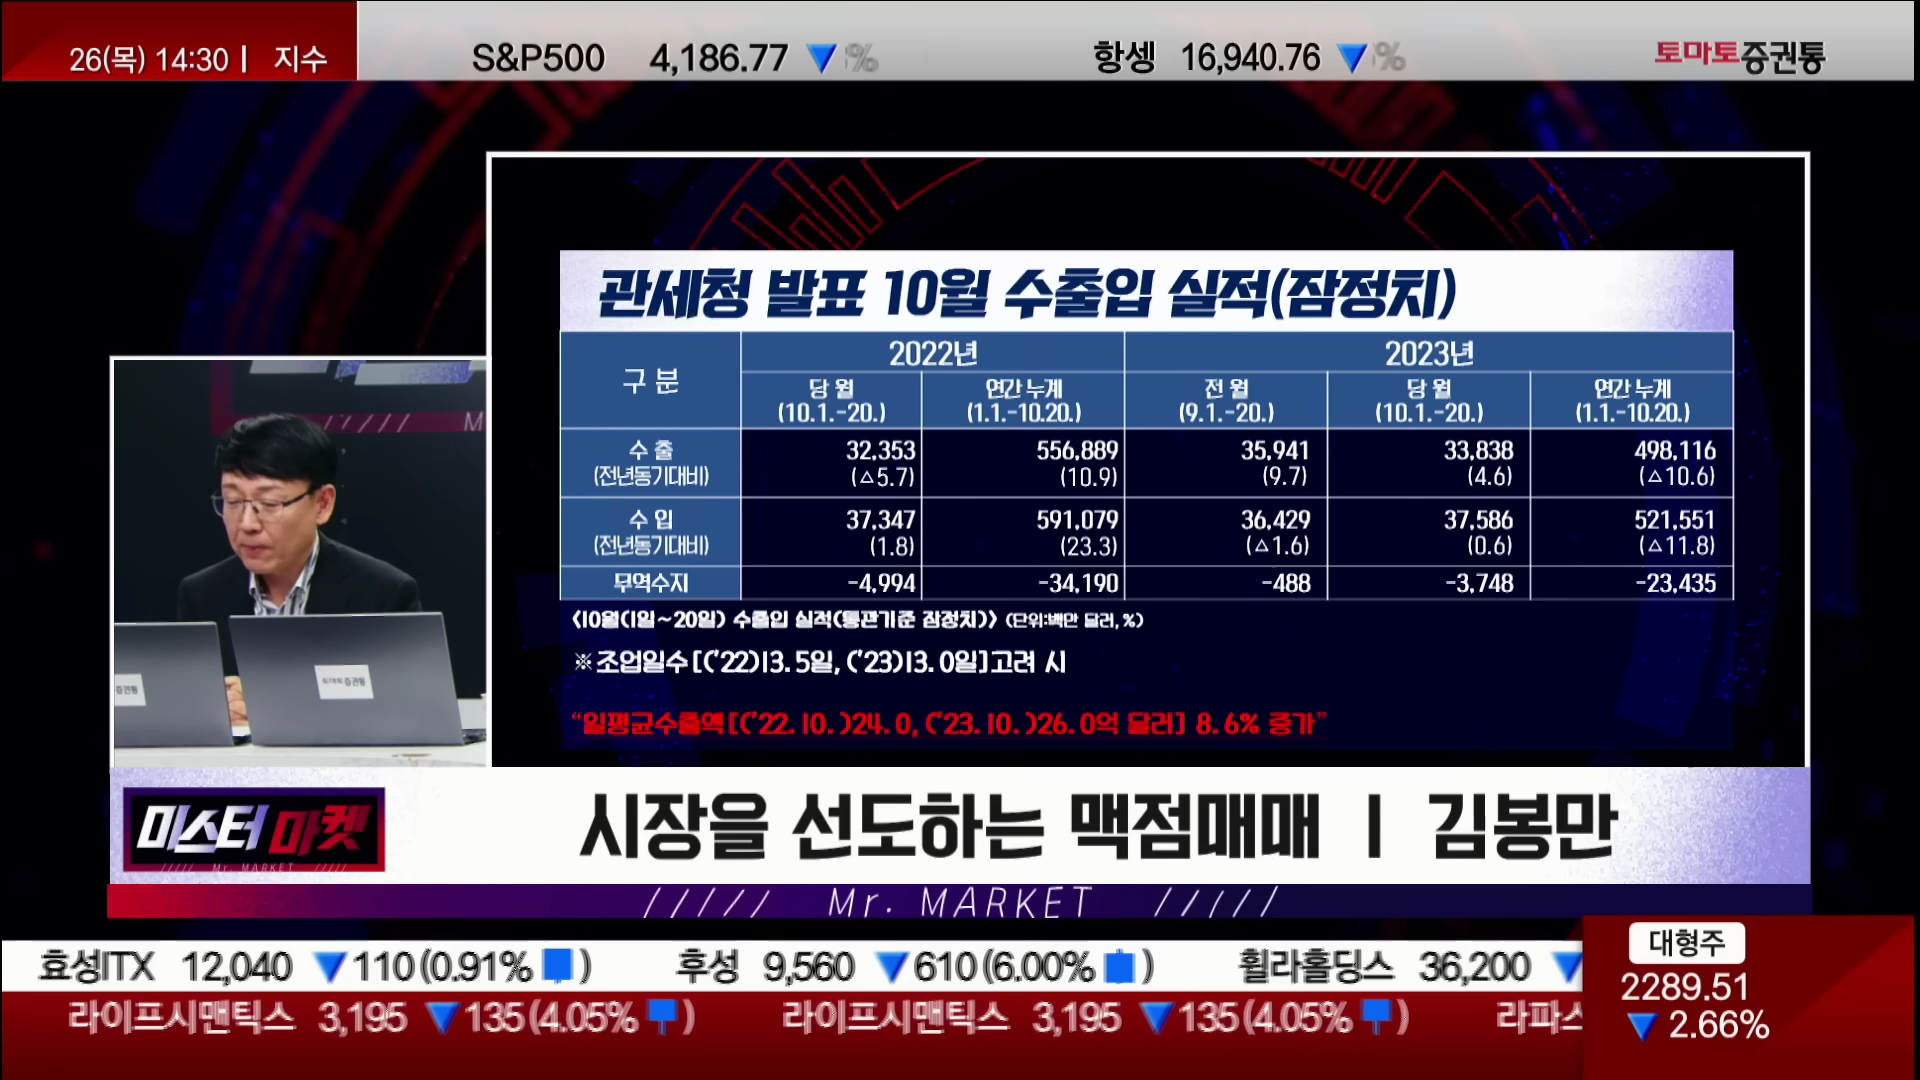 26(목) 14:30 | 지수
S&P500 4,186.77 ▼ %
항셍 16,940.76 ▼ %
토마토증권통
관세청 발표 10월 수출입 실적(잠정치)
구 분 2022년 2023년
당 월 연간 누계 전 월 당 월 연간 누계
(10.1.-20.) (1.1.-10.20.) (9.1.-20.) (10.1.-20.) (1.1.-10.20.)
수 출 32,353 556,889 35,941 33,838 498,116
(전년동기대비) (△5.7) (10.9) (9.7) (4.6) (△10.6)
수 입 37,347 591,079 36,429 37,586 521,551
(전년동기대비) (1.8) (23.3) (△1.6) (0.6) (△11.8)
무역수지 -4,994 -34,190 -488 -3,748 -23,435
<10월(1일~20일) 수출입 실적(통관기준 잠정치)> (단위:백만 달러, %)
※조업일수[('22)13.5일, ('23)13.0일]고려 시
“일평균수출액[('22.10.)24.0, ('23.10.)26.0억 달러] 8.6% 증가”
증권통
증권통
미스터 마켓
Mr. MARKET
시장을 선도하는 맥점매매 | 김봉만
///// Mr. MARKET /////
효성ITX 12,040 ▼110(0.91% ) 후성 9,560 ▼610(6.00% ) 휠라홀딩스 36,200 ▼
라이프시맨틱스 3,195 ▼135(4.05% ) 라이프시맨틱스 3,195 ▼135(4.05% ) 라파스
대형주
2289.51
▼ 2.66%